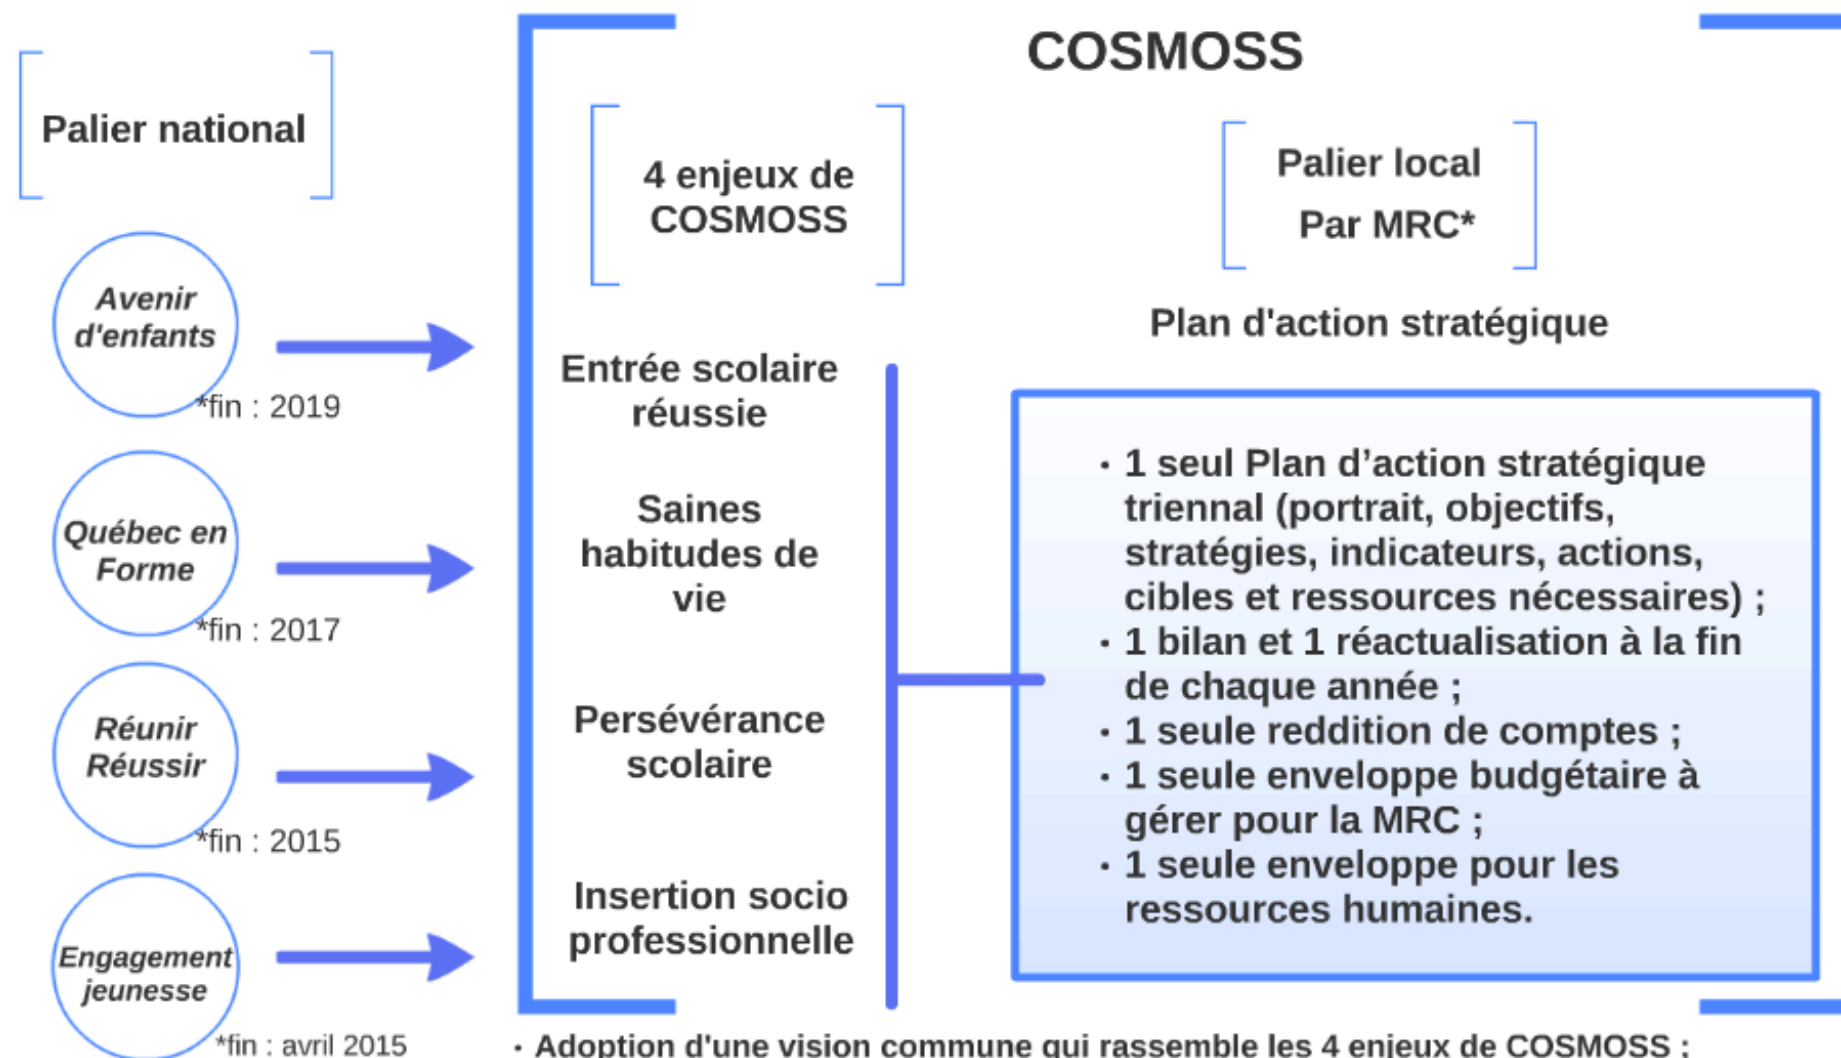 COSMOSS
Palier national
4 enjeux de
COSMOSS
Palier local
Par MRC*
Avenir
d'enfants
*fin : 2019
Québec en
Forme
*fin : 2017
Réunir
Réussir
*fin : 2015
Engagement
jeunesse
*fin : avril 2015
Entrée scolaire
réussie
Saines
habitudes de
vie
Persévérance
scolaire
Insertion socio
professionnelle
Plan d'action stratégique
· 1 seul Plan d’action stratégique
triennal (portrait, objectifs,
stratégies, indicateurs, actions,
cibles et ressources nécessaires) ;
· 1 bilan et 1 réactualisation à la fin
de chaque année ;
· 1 seule reddition de comptes ;
· 1 seule enveloppe budgétaire à
gérer pour la MRC ;
· 1 seule enveloppe pour les
ressources humaines.
· Adoption d'une vision commune qui rassemble les 4 enjeux de COSMOSS ;